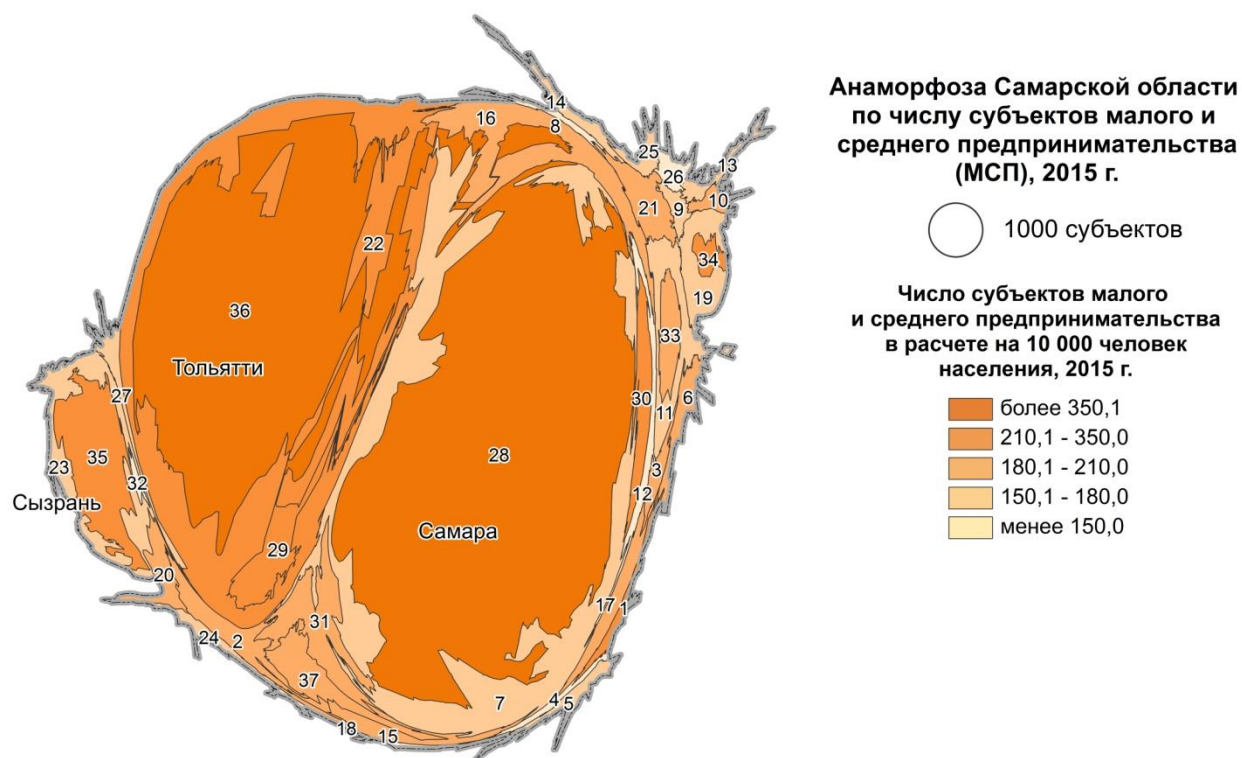 Анаморфоза Самарской области
по числу субъектов малого и
среднего предпринимательства
(МСП), 2015 г.
1000 субъектов
Число субъектов малого
и среднего предпринимательства
в расчете на 10 000 человек
населения, 2015 г.
более 350,1
210,1 - 350,0
180,1 - 210,0
150,1 - 180,0
менее 150,0
14
16
8
25
26
13
10
21
9
22
34
19
36
33
Тольятти
27
30
6
11
35
28
23
3
32
12
Сызрань
Самара
29
20
17
1
31
24
2
37
7
4
5
18
15